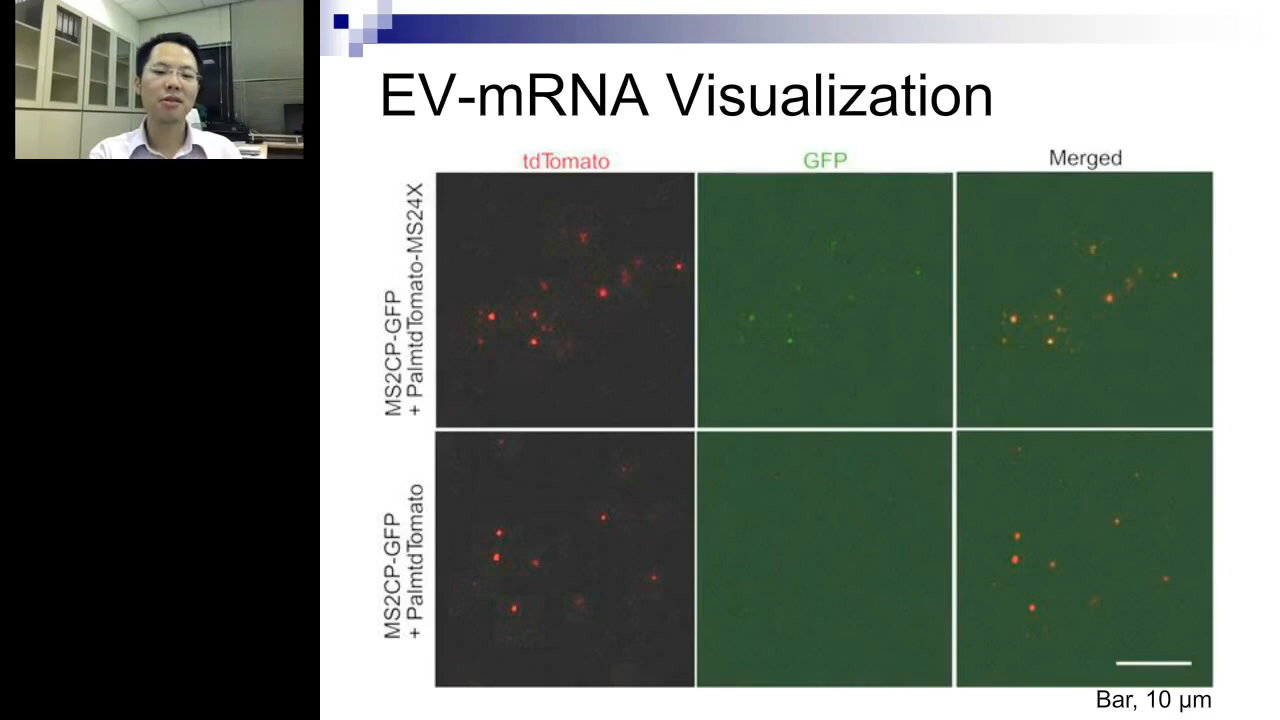 EV-mRNA Visualization
tdTomato
GFP
Merged
MS2CP-GFP
+ PalmtdTomato-MS24X
MS2CP-GFP
+ PalmtdTomato
Bar, 10 µm